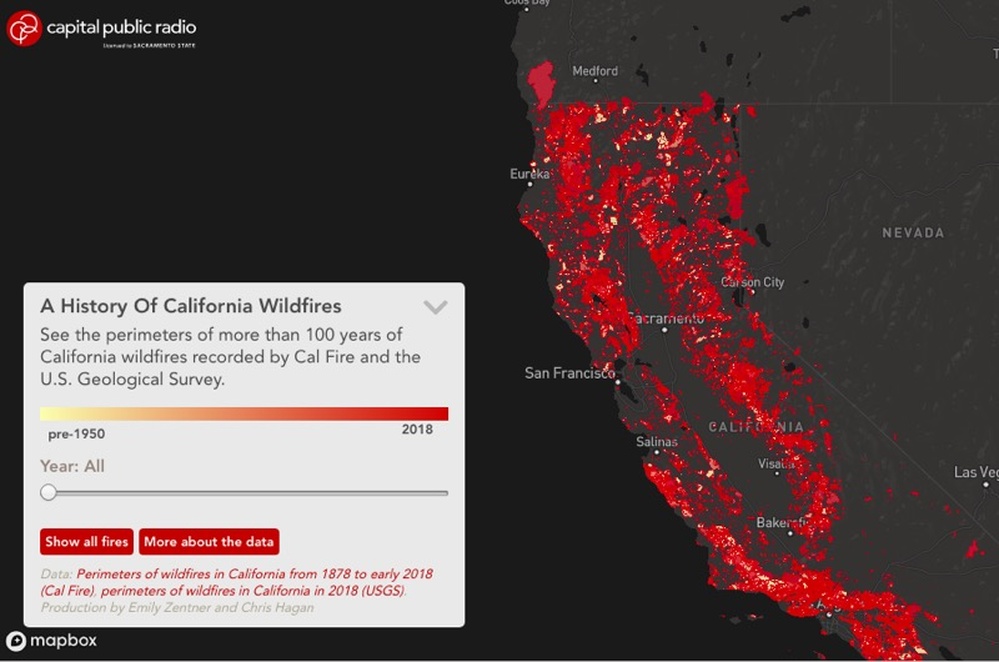 capital public radio
Licensed to SACRAMENTO STATE
Coos Bay
Medford
Eureka
NEVADA
Carson City
Sacramento
San Francisco
CALIFORNIA
Salinas
Las Veg
A History Of California Wildfires
See the perimeters of more than 100 years of
California wildfires recorded by Cal Fire and the
U.S. Geological Survey.
pre-1950
2018
Year: All
Show all fires
More about the data
Data: Perimeters of wildfires in California from 1878 to early 2018
(Cal Fire), perimeters of wildfires in California in 2018 (USGS).
Production by Emily Zentner and Chris Hagan
mapbox